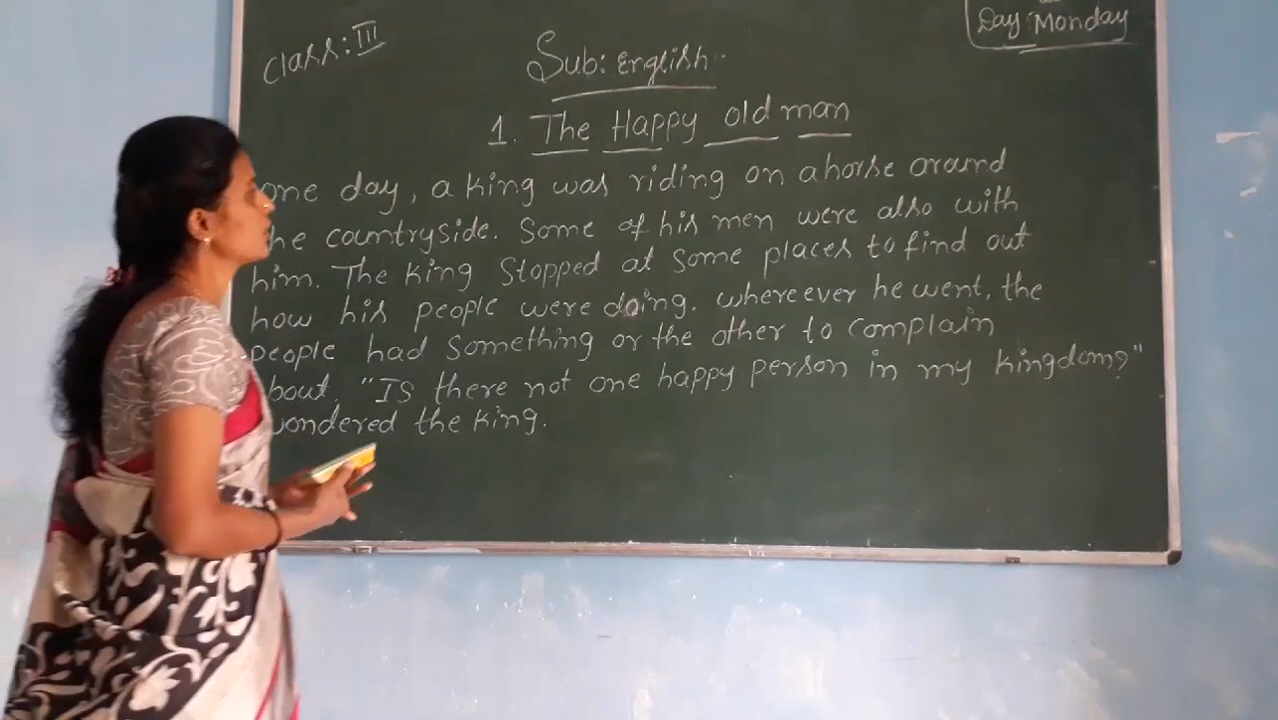 Day: Monday
Class: III
Sub: English
1. The Happy old man
one day, a king was riding on a horse around
he countryside. Some of his men were also with
him. The king Stopped at some places to find out
how his people were doing. whereever he went, the
people had something or the other to complain
bout. "IS there not one happy person in my kingdom?"
wondered the king.